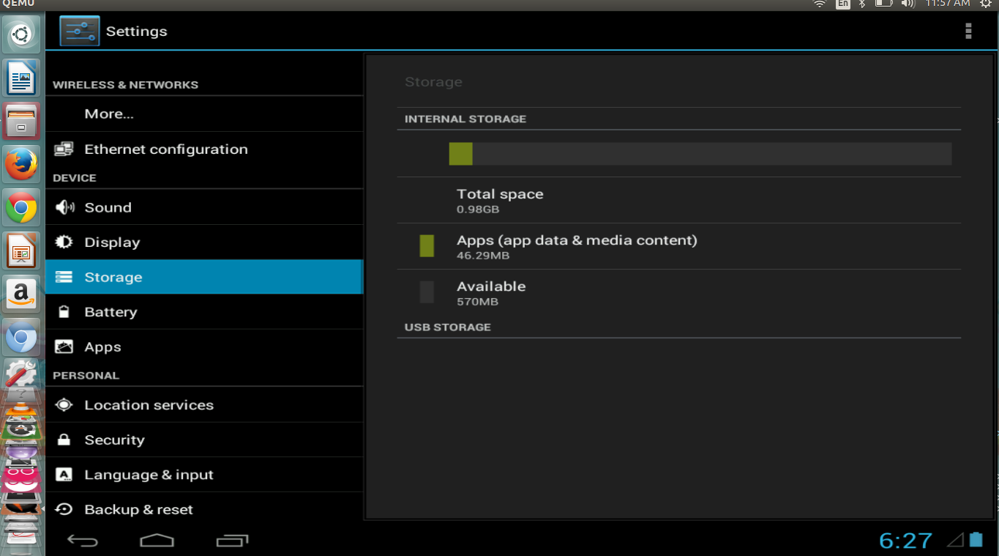 QEMU
En
11:57 AM
Settings
WIRELESS & NETWORKS
More...
Ethernet configuration
DEVICE
Sound
Display
Storage
Battery
Apps
PERSONAL
Location services
Security
Language & input
Backup & reset
Storage
INTERNAL STORAGE
Total space
0.98GB
Apps (app data & media content)
46.29MB
Available
570MB
USB STORAGE
6:27